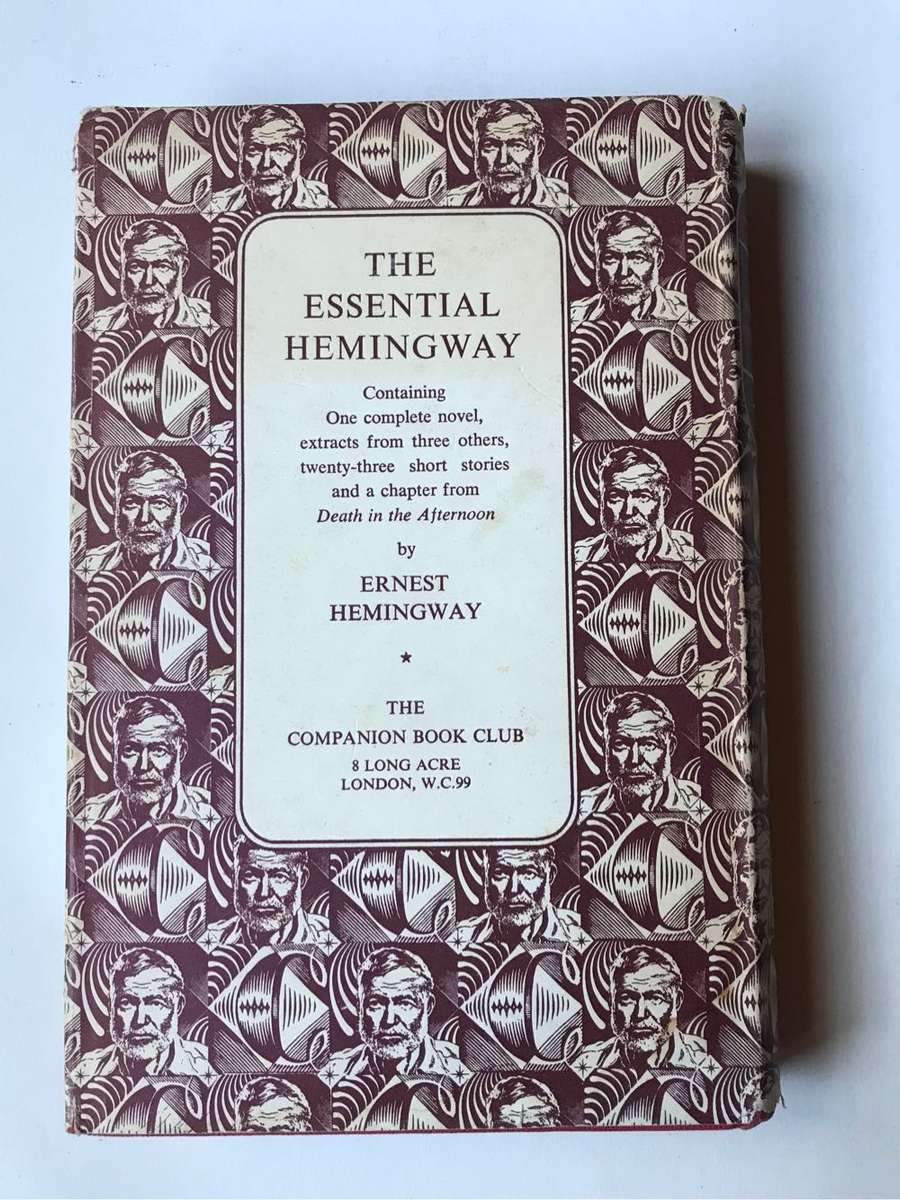 THE
ESSENTIAL
HEMINGWAY
Containing
One complete novel,
extracts from three others,
twenty-three short stories
and a chapter from
Death in the Afternoon
by
ERNEST
HEMINGWAY
★
THE
COMPANION BOOK CLUB
8 LONG ACRE
LONDON, W.C.99